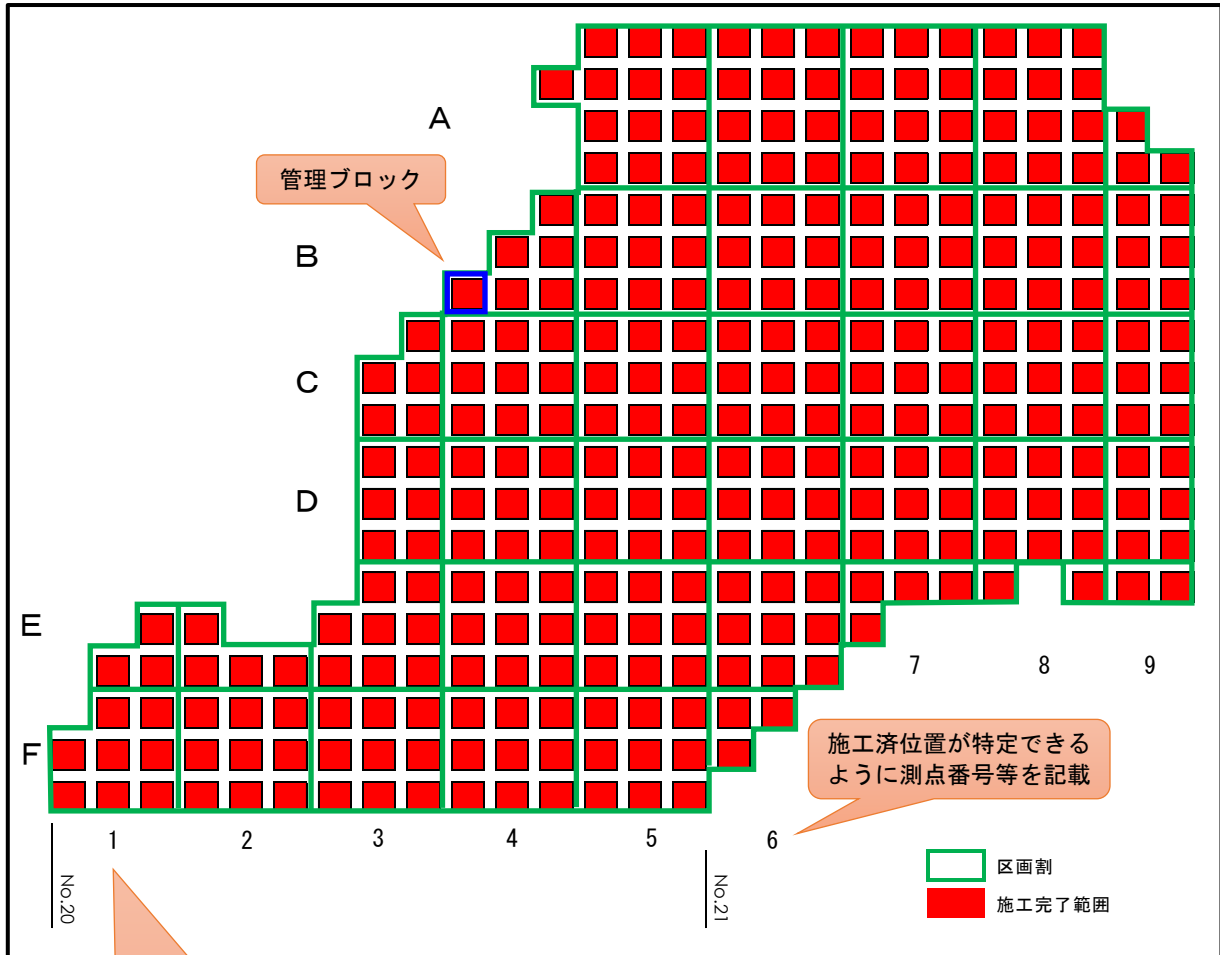 A
管理ブロック
B
C
D
E
7 8 9
F
施工済位置が特定できる
ように測点番号等を記載
1 2 3 4 5 6
No.20
No.21
区画割
施工完了範囲